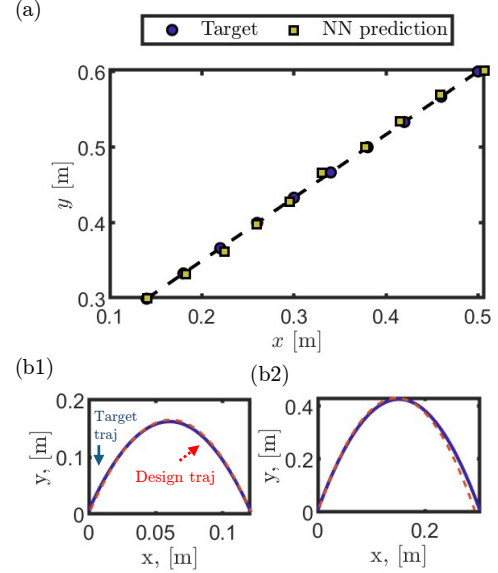 (a)
Target NN prediction
0.6
0.5
0.4
0.3
y [m]
0.1 0.2 0.3 0.4 0.5
x [m]
(b1)
0.2
0.1
0
y, [m]
Target
traj
Design traj
0 0.05 0.1
x, [m]
(b2)
0.4
0.2
0
y, [m]
0 0.2
x, [m]